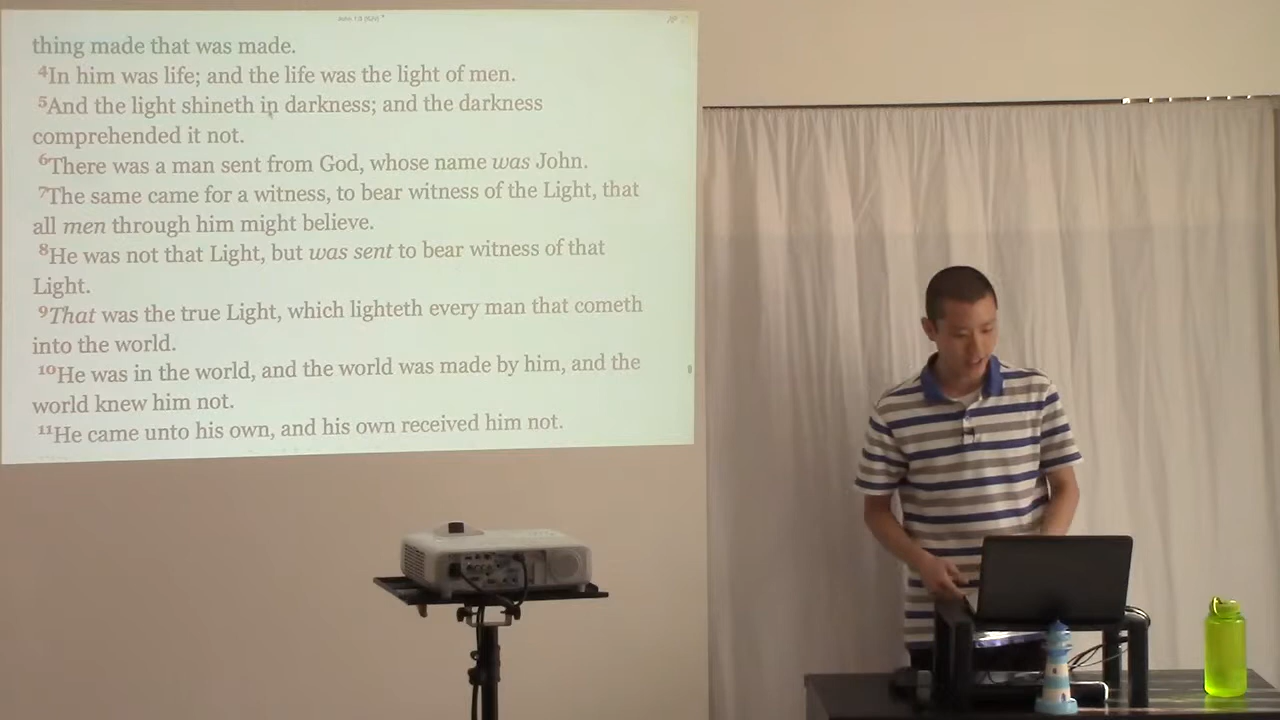 John 1:3 (KJV)
thing made that was made.
4In him was life; and the life was the light of men.
5And the light shineth in darkness; and the darkness
comprehended it not.
6There was a man sent from God, whose name was John.
7The same came for a witness, to bear witness of the Light, that
all men through him might believe.
8He was not that Light, but was sent to bear witness of that
Light.
9That was the true Light, which lighteth every man that cometh
into the world.
10He was in the world, and the world was made by him, and the
world knew him not.
11He came unto his own, and his own received him not.